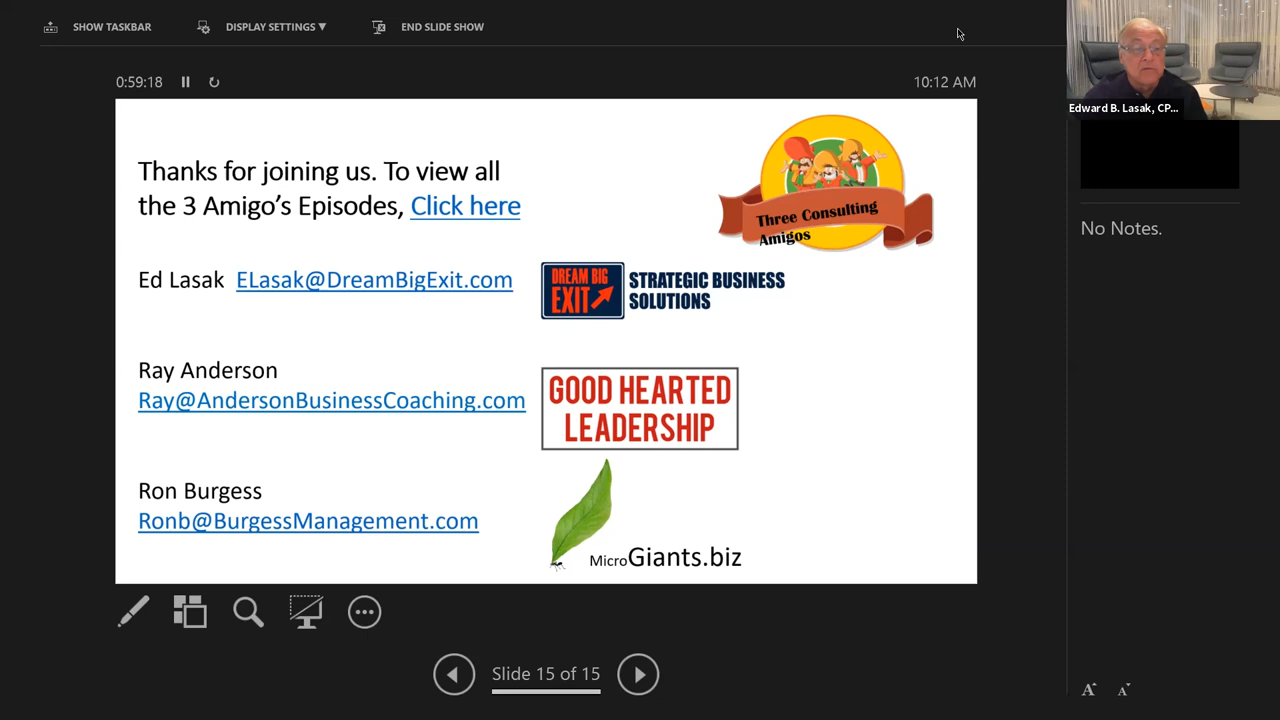 SHOW TASKBAR
DISPLAY SETTINGS ▼
END SLIDE SHOW
Edward B. Lasak, CP...
0:59:18
10:12 AM
Thanks for joining us. To view all
the 3 Amigo’s Episodes, Click here
Three Consulting
Amigos
Ed Lasak ELasak@DreamBigExit.com
DREAM BIG
EXIT
STRATEGIC BUSINESS
SOLUTIONS
Ray Anderson
Ray@AndersonBusinessCoaching.com
GOOD HEARTED
LEADERSHIP
Ron Burgess
Ronb@BurgessManagement.com
MicroGiants.biz
No Notes.
Slide 15 of 15
A A